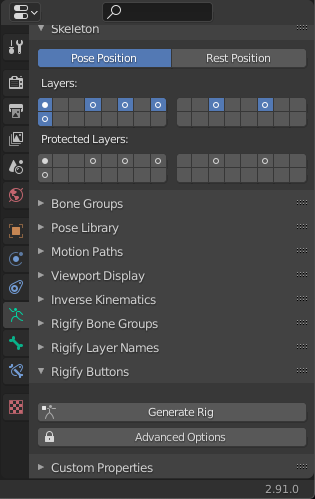 Skeleton
Pose Position Rest Position
Layers:
Protected Layers:
Bone Groups
Pose Library
Motion Paths
Viewport Display
Inverse Kinematics
Rigify Bone Groups
Rigify Layer Names
Rigify Buttons
Generate Rig
Advanced Options
Custom Properties
2.91.0